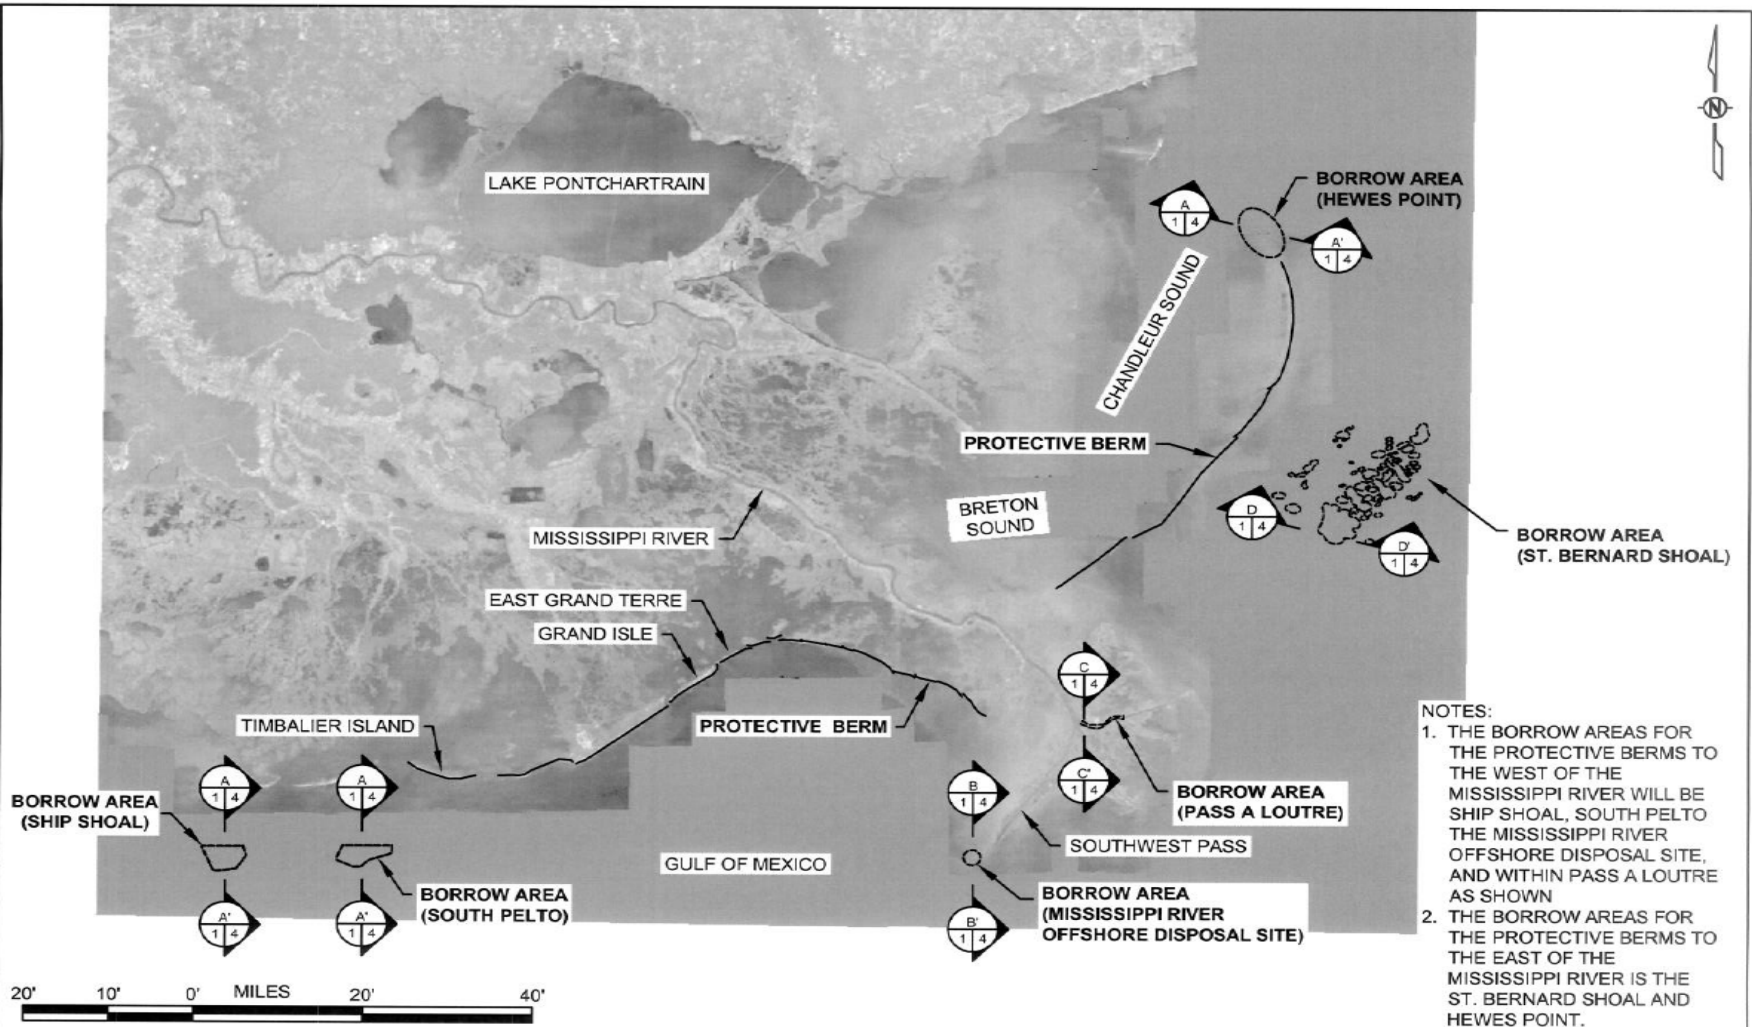 N
LAKE PONTCHARTRAIN
BORROW AREA
(HEWES POINT)
A
1 4
A'
1 4
CHANDLEUR SOUND
PROTECTIVE BERM
BRETON
SOUND
D
1 4
D'
1 4
BORROW AREA
(ST. BERNARD SHOAL)
MISSISSIPPI RIVER
EAST GRAND TERRE
GRAND ISLE
TIMBALIER ISLAND
PROTECTIVE BERM
C
1 4
C'
1 4
BORROW AREA
(PASS A LOUTRE)
SOUTHWEST PASS
BORROW AREA
(SHIP SHOAL)
A
1 4
A'
1 4
A
1 4
A'
1 4
BORROW AREA
(SOUTH PELTO)
GULF OF MEXICO
B
1 4
B'
1 4
BORROW AREA
(MISSISSIPPI RIVER
OFFSHORE DISPOSAL SITE)
NOTES:
1. THE BORROW AREAS FOR
THE PROTECTIVE BERMS TO
THE WEST OF THE
MISSISSIPPI RIVER WILL BE
SHIP SHOAL, SOUTH PELTO
THE MISSISSIPPI RIVER
OFFSHORE DISPOSAL SITE,
AND WITHIN PASS A LOUTRE
AS SHOWN
2. THE BORROW AREAS FOR
THE PROTECTIVE BERMS TO
THE EAST OF THE
MISSISSIPPI RIVER IS THE
ST. BERNARD SHOAL AND
HEWES POINT.
20' 10' 0' MILES 20' 40'